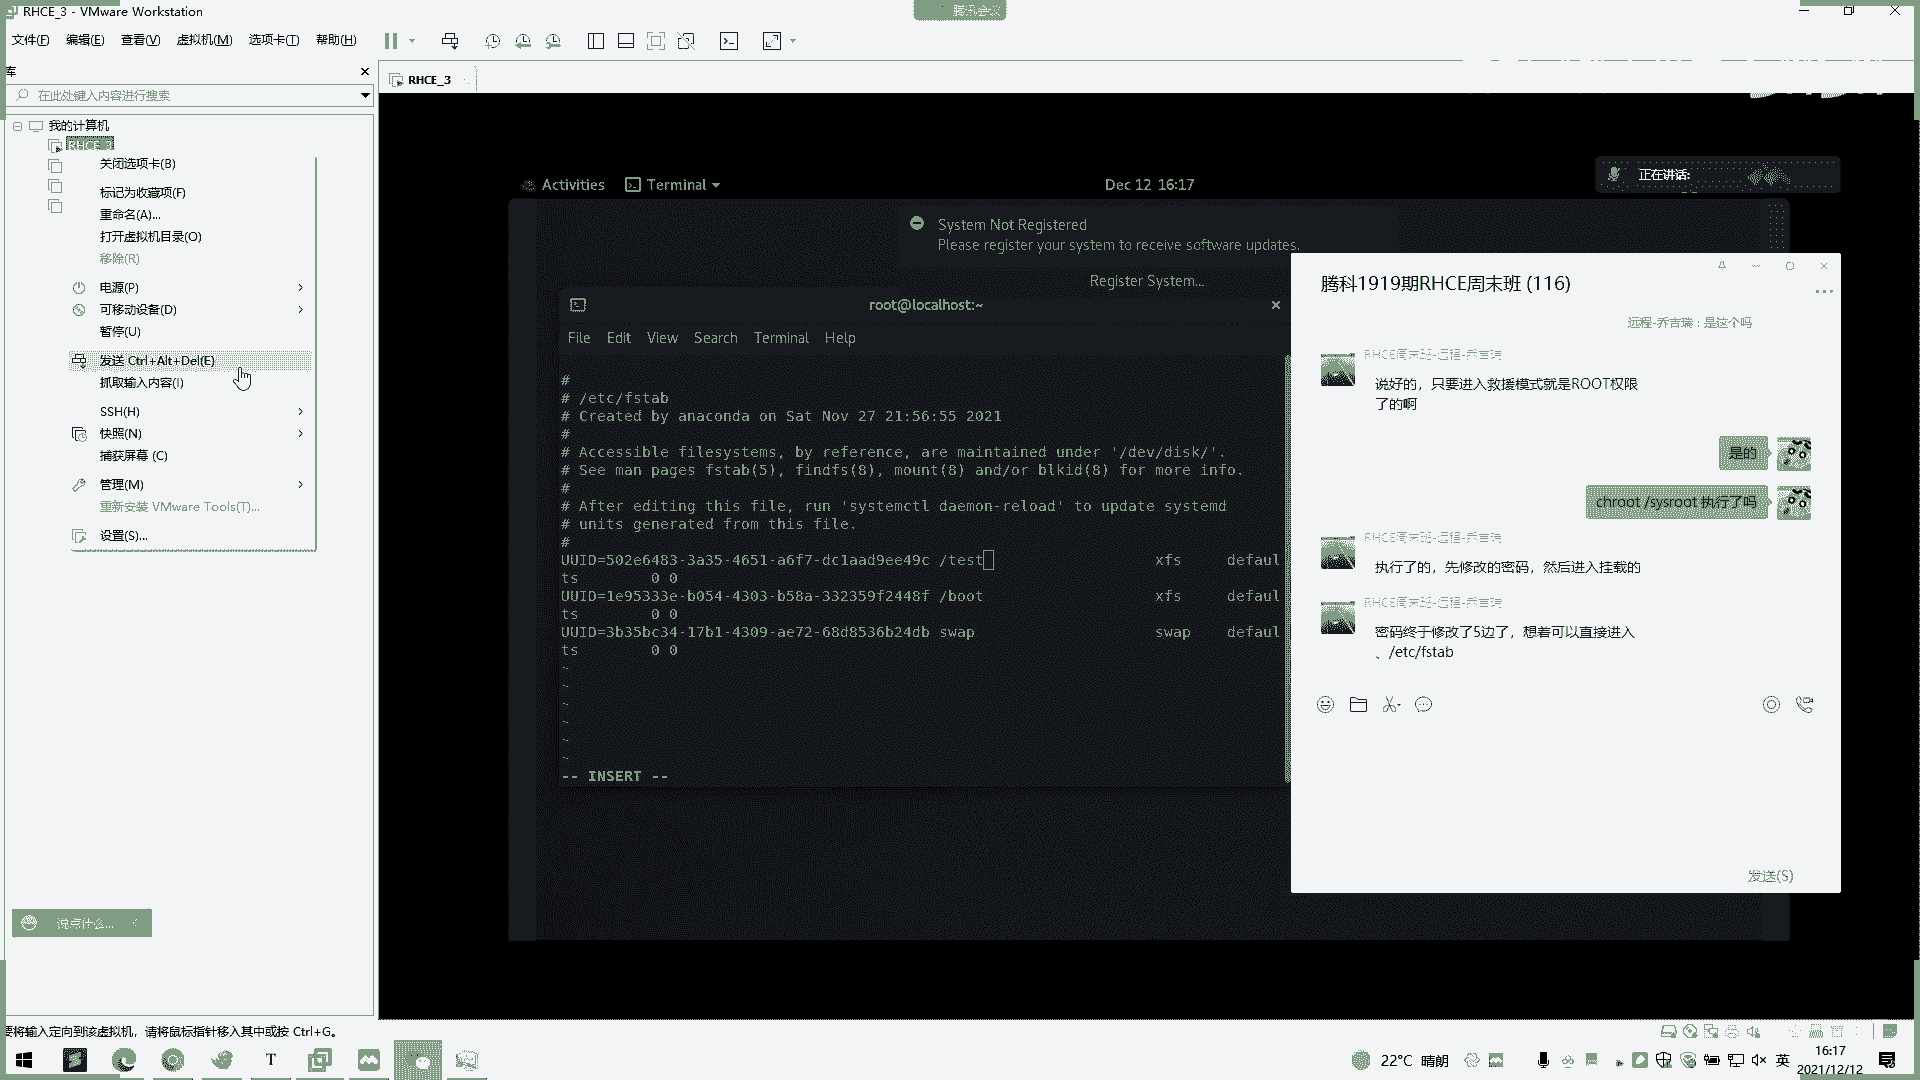 RHCE_3 - VMware Workstation
腾讯会议
文件(F) 编辑(E) 查看(V) 虚拟机(M) 选项卡(T) 帮助(H)
库
在此处键入内容进行搜索
RHCE_3
我的计算机
RHCE_3
关闭选项卡(B)
标记为收藏项(F)
重命名(A)...
打开虚拟机目录(O)
移除(R)
电源(P)
可移动设备(D)
暂停(U)
发送 Ctrl+Alt+Del(E)
抓取输入内容(I)
SSH(H)
快照(N)
捕获屏幕 (C)
管理(M)
重新安装 VMware Tools(T)...
设置(S)...
说点什么...
Activities Terminal Dec 12 16:17
正在讲话:
System Not Registered
Please register your system to receive software updates.
Register System...
root@localhost:~
File Edit View Search Terminal Help
#
# /etc/fstab
# Created by anaconda on Sat Nov 27 21:56:55 2021
#
# Accessible filesystems, by reference, are maintained under '/dev/disk/'.
# See man pages fstab(5), findfs(8), mount(8) and/or blkid(8) for more info.
#
# After editing this file, run 'systemctl daemon-reload' to update systemd
# units generated from this file.
#
UUID=502e6483-3a35-4651-a6f7-dc1aad9ee49c /test xfs defaul
ts 0 0
UUID=1e95333e-b054-4303-b58a-332359f2448f /boot xfs defaul
ts 0 0
UUID=3b35bc34-17b1-4309-ae72-68d8536b24db swap swap defaul
ts 0 0
~
~
~
~
~
~
-- INSERT --
腾科1919期RHCE周末班 (116)
远程-乔吉瑞 : 是这个吗
RHCE周末班-远程-乔吉瑞
说好的，只要进入救援模式就是ROOT权限
了的啊
是的
chroot /sysroot 执行了吗
RHCE周末班-远程-乔吉瑞
执行了的，先修改的密码，然后进入挂载的
RHCE周末班-远程-乔吉瑞
密码终于修改了5边了，想着可以直接进入
、/etc/fstab
发送(S)
要将输入定向到该虚拟机，请将鼠标指针移入其中或按 Ctrl+G。
22°C 晴朗
英
16:17
2021/12/12